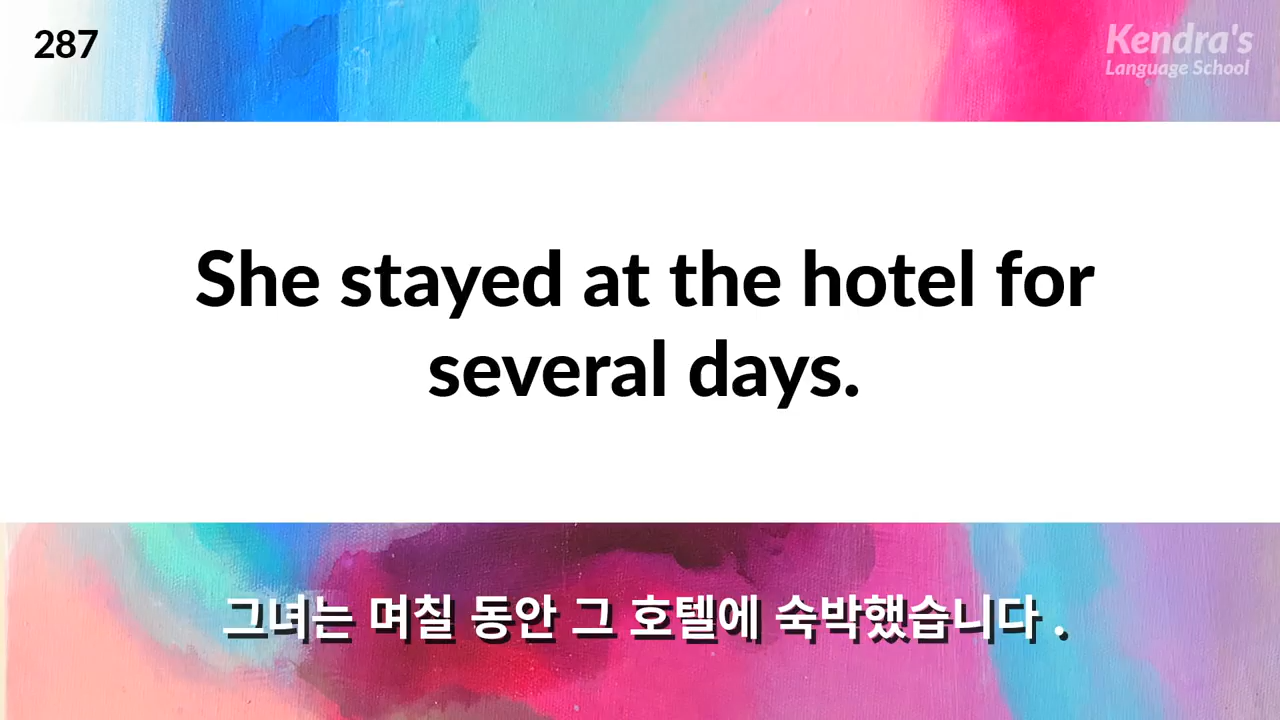 287
Kendra's
Language School
She stayed at the hotel for
several days.
그녀는 며칠 동안 그 호텔에 숙박했습니다 .